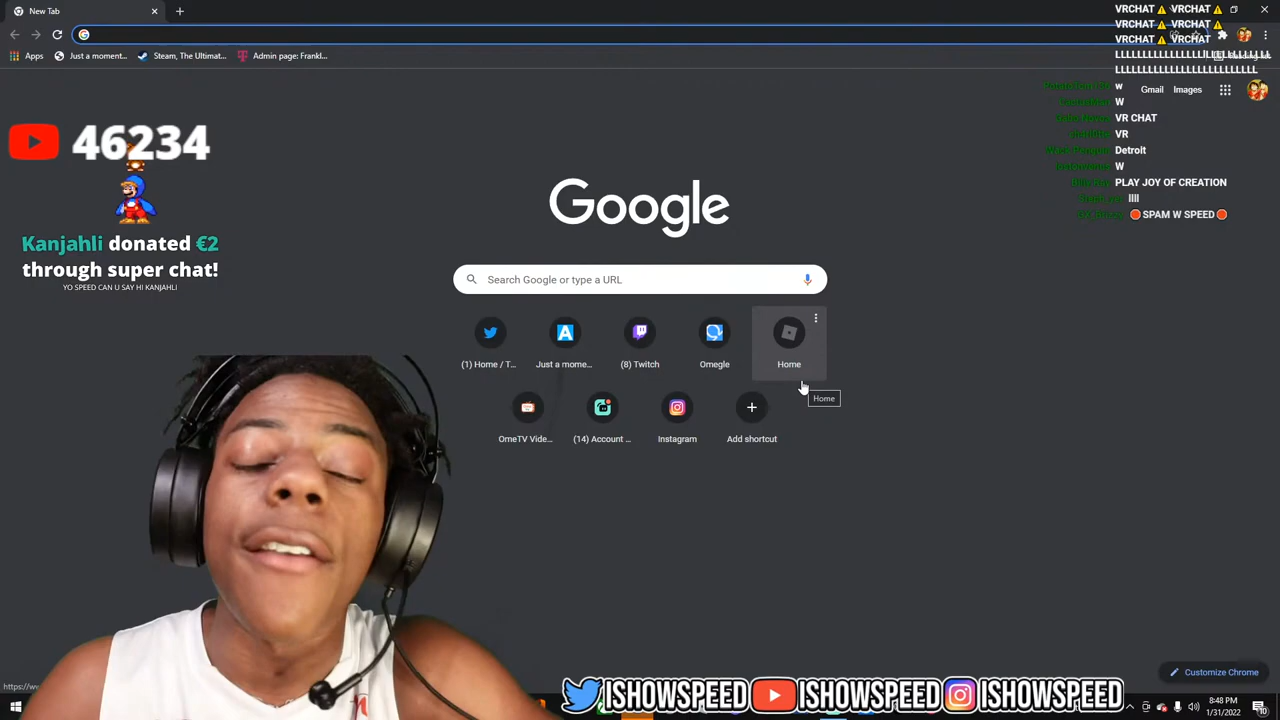 New Tab
Apps
Just a moment...
Steam, The Ultimat...
Admin page: Frankl...
Gmail
Images
46234
Kanjahli donated €2
through super chat!
YO SPEED CAN U SAY HI KANJAHLI
Google
Search Google or type a URL
(1) Home / T...
Just a mome...
(8) Twitch
Omegle
Home
Home
OmeTV Vide...
(14) Account ...
Instagram
Add shortcut
VRCHAT⚠ VRCHAT⚠
VRCHAT⚠ VRCHAT⚠
VRCHAT⚠ VRCHAT
W
W
VR CHAT
VR
Detroit
W
PLAY JOY OF CREATION
llll
🔴SPAM W SPEED🔴
Customize Chrome
ISHOWSPEED
ISHOWSPEED
ISHOWSPEED
8:48 PM
1/31/2022